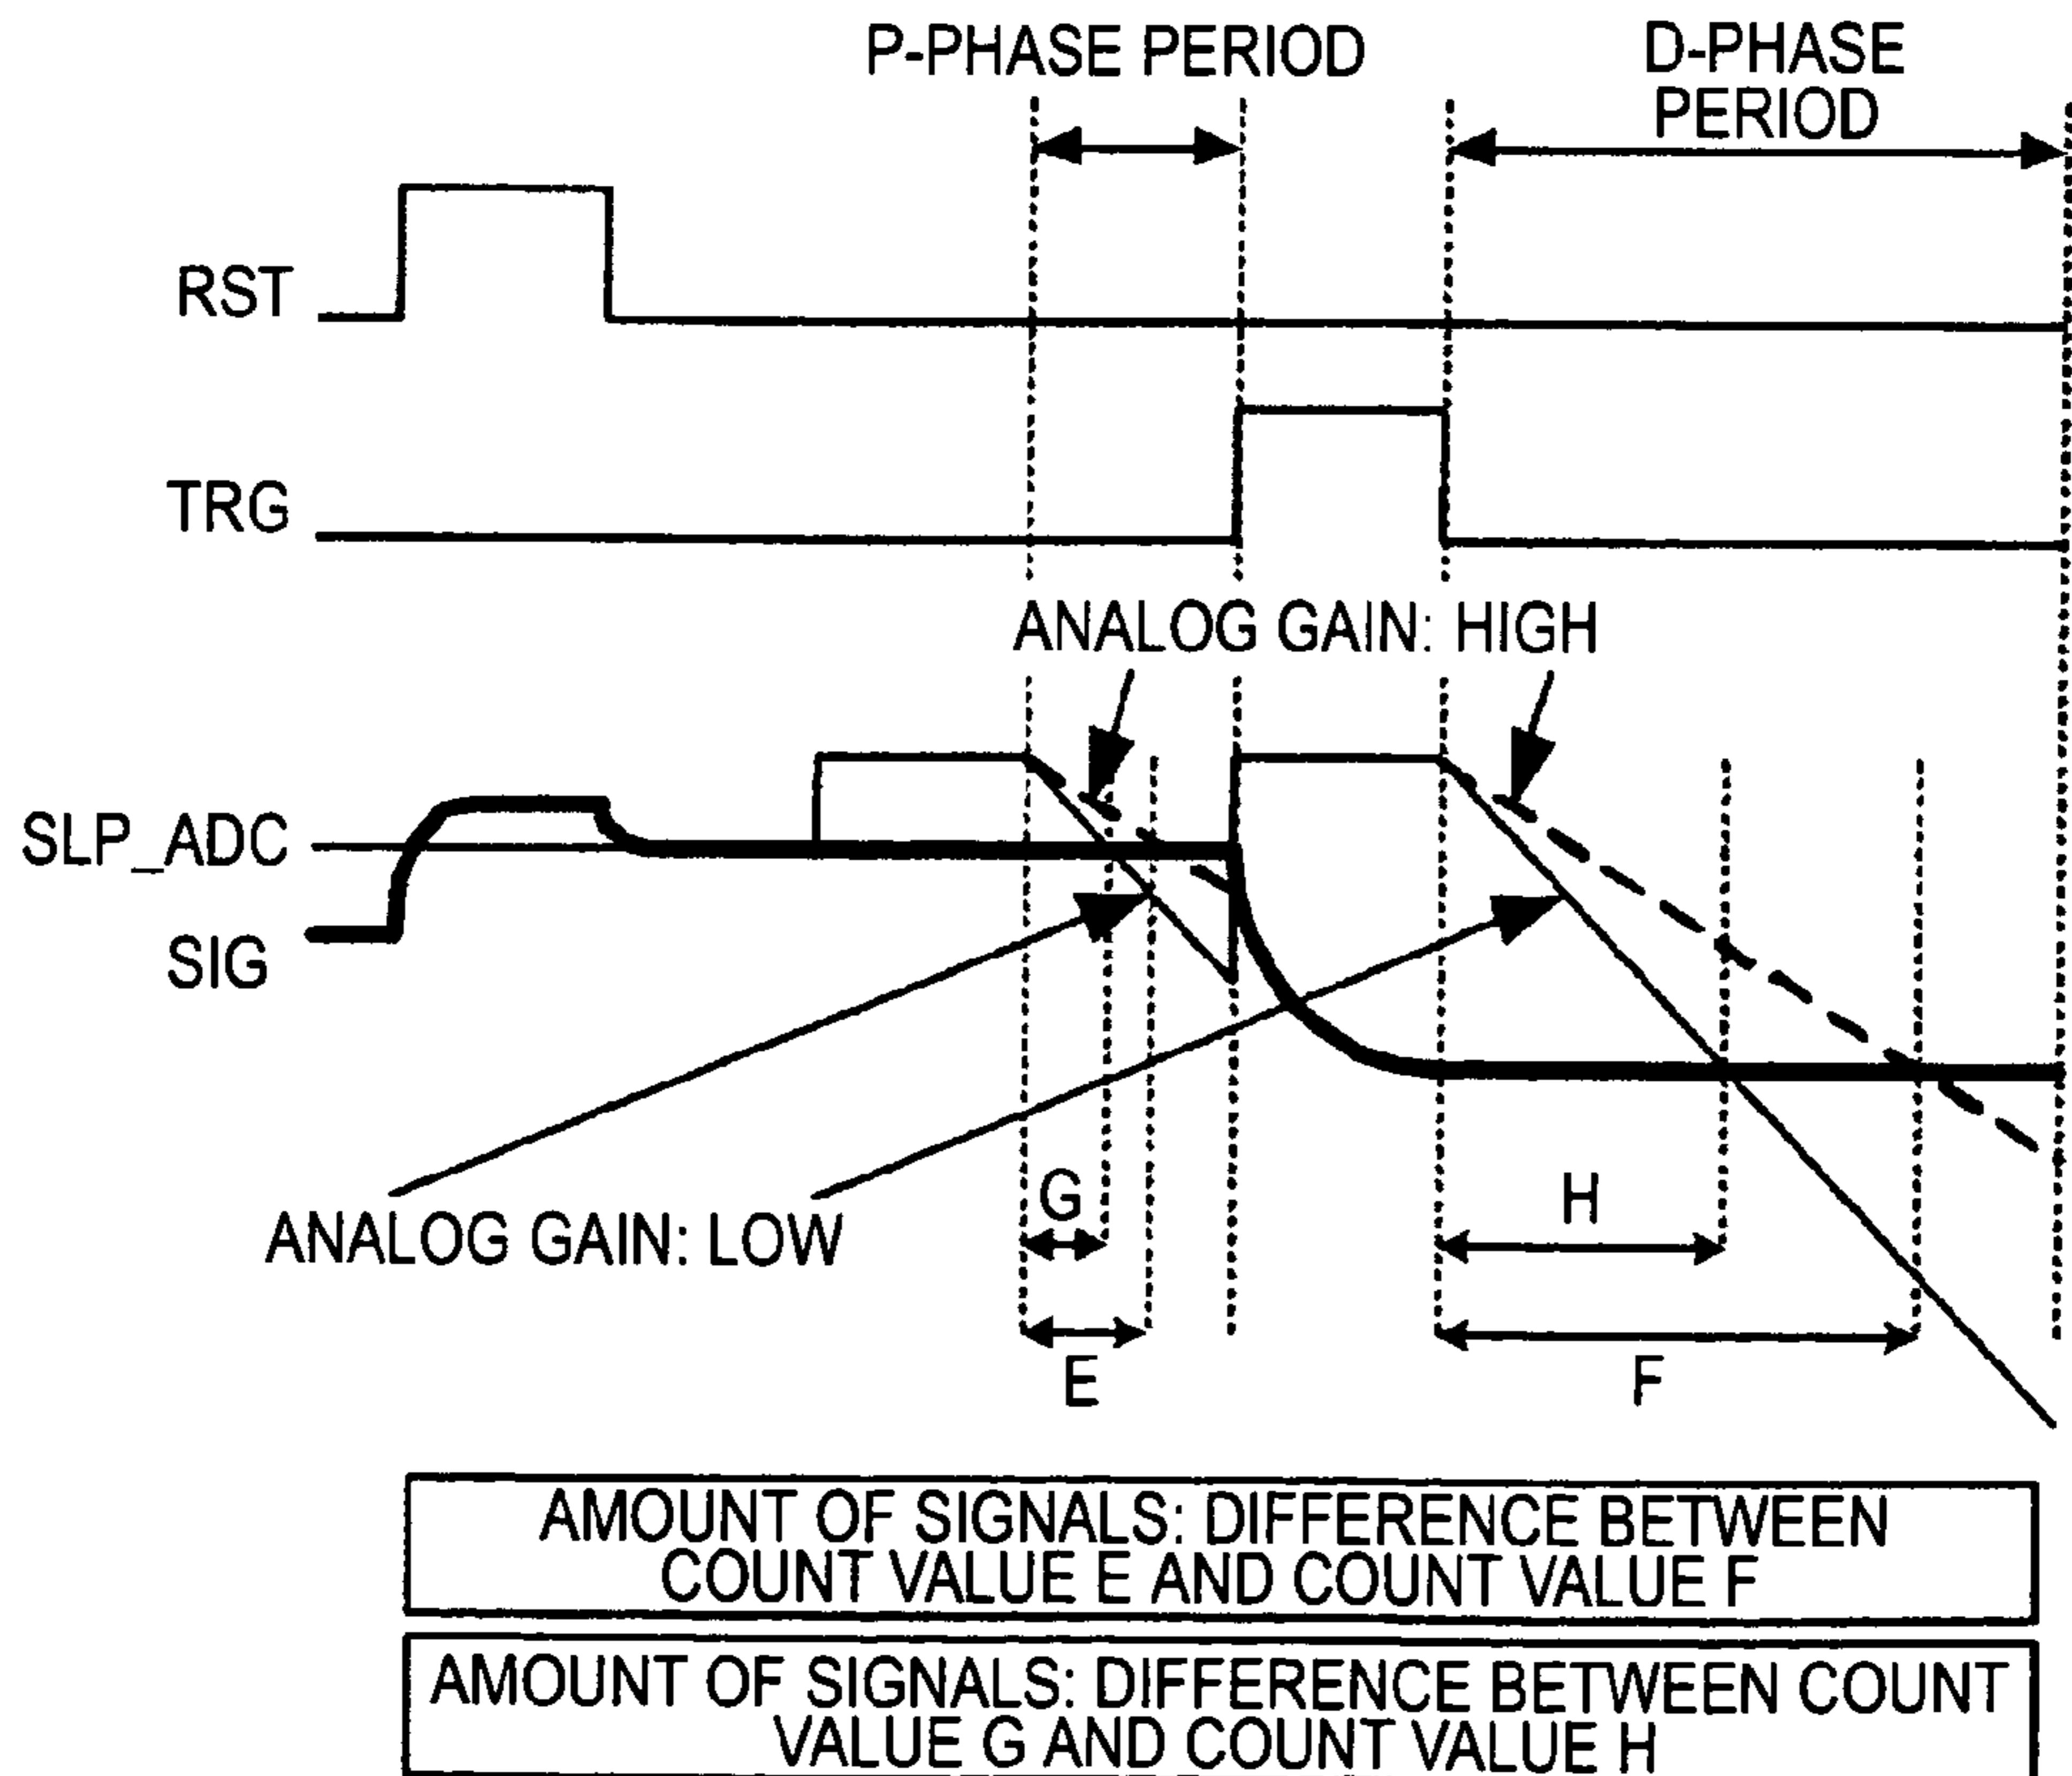 P-PHASE PERIOD
D-PHASE
PERIOD
RST
TRG
ANALOG GAIN: HIGH
SLP_ADC
SIG
G
H
ANALOG GAIN: LOW
E
F
AMOUNT OF SIGNALS: DIFFERENCE BETWEEN
COUNT VALUE E AND COUNT VALUE F
AMOUNT OF SIGNALS: DIFFERENCE BETWEEN COUNT
VALUE G AND COUNT VALUE H